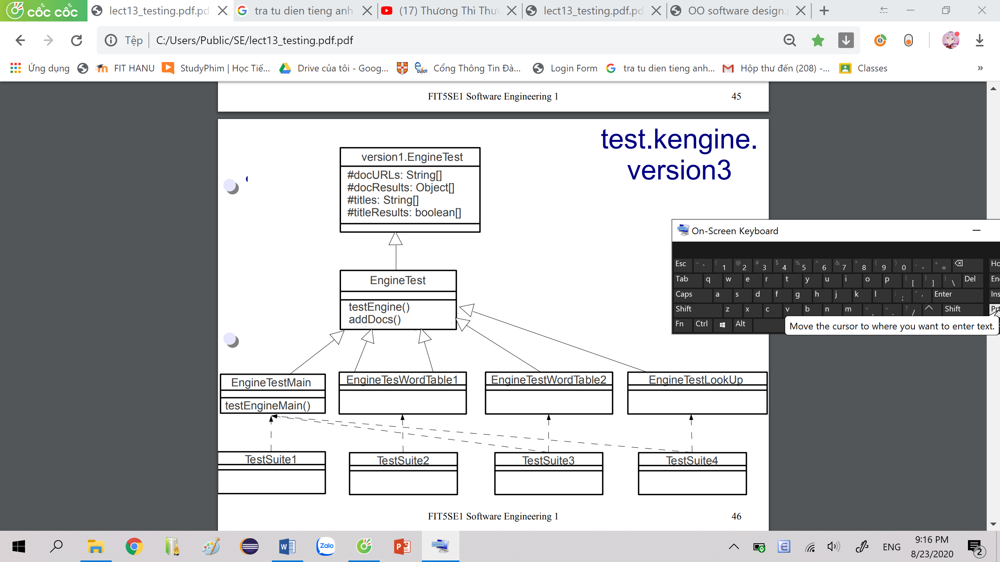 cốc cốc
lect13_testing.pdf.pd
tra tu dien tieng anh
(17) Thương Thì Thươ
lect13_testing.pdf.pd
OO software design.p
Tệp
C:/Users/Public/SE/lect13_testing.pdf.pdf
Ứng dụng
FIT HANU
StudyPhim | Học Tiế...
Drive của tôi - Goog...
Cổng Thông Tin Đà...
Login Form
tra tu dien tieng anh...
Hộp thư đến (208) -...
Classes
»
FIT5SE1 Software Engineering 1
45
test.kengine.
version3
version1.EngineTest
#docURLs: String[]
#docResults: Object[]
#titles: String[]
#titleResults: boolean[]
EngineTest
testEngine()
addDocs()
EngineTestMain
testEngineMain()
EngineTesWordTable1
EngineTestWordTable2
EngineTestLookUp
TestSuite1
TestSuite2
TestSuite3
TestSuite4
FIT5SE1 Software Engineering 1
46
On-Screen Keyboard
Esc ~ ` ! 1 @ 2 # 3 $ 4 % 5 ^ 6 & 7 * 8 ( 9 ) 0 _ - + = Ho
Tab q w e r t y u i o p { [ } ] | \ Del En
Caps a s d f g h j k l : ; " ' Enter Ins
Shift z x c v b n m < , > . ? / Shift Prt
Fn Ctrl Alt
Move the cursor to where you want to enter text.
W
Zalo
P
E
ENG
9:16 PM
8/23/2020
2